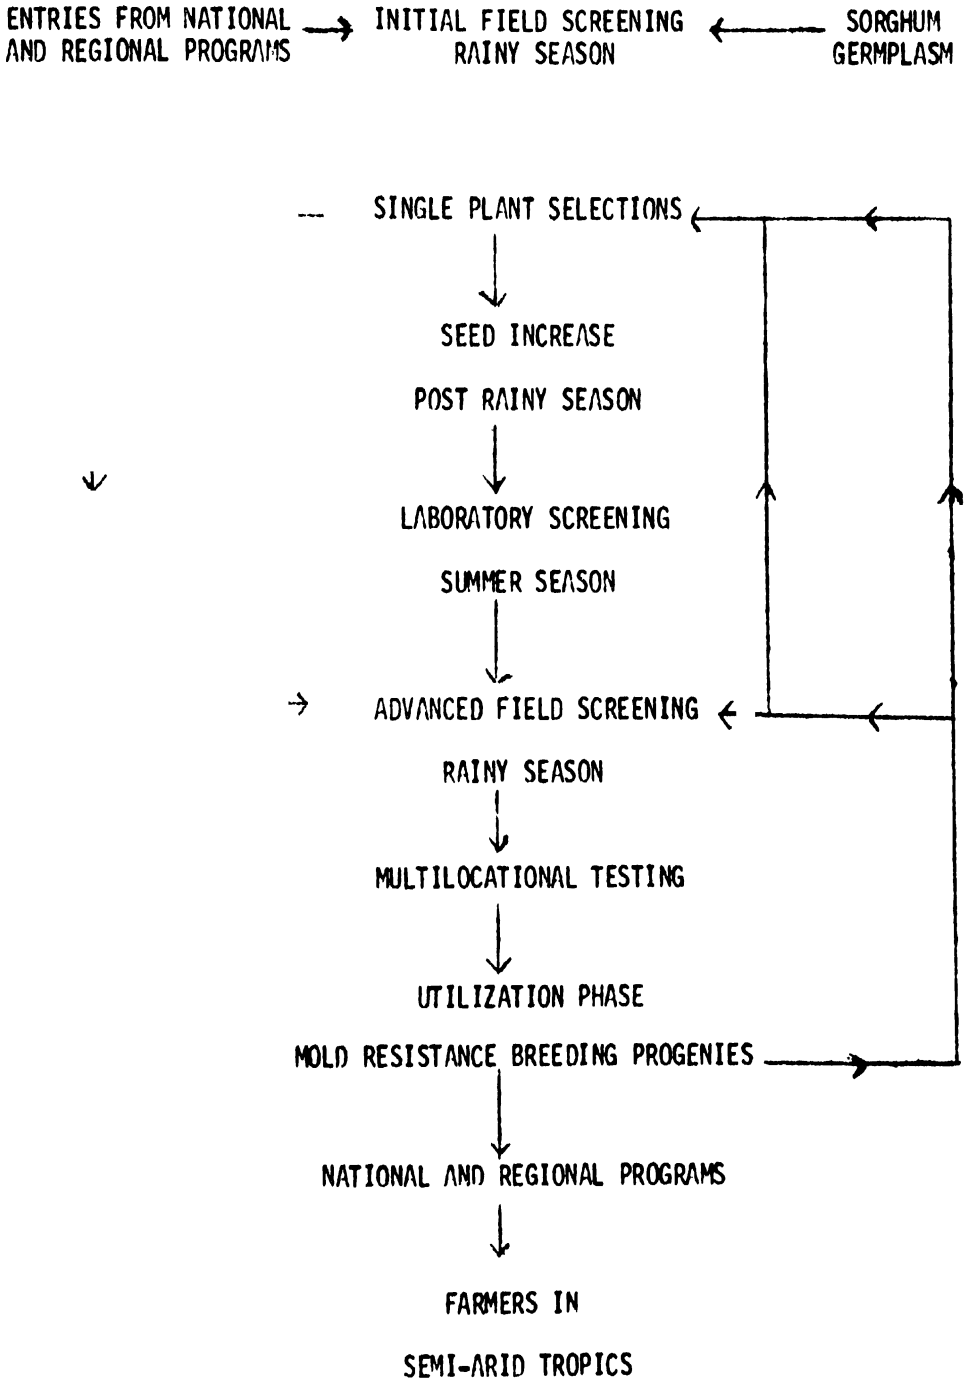 ENTRIES FROM NATIONAL
AND REGIONAL PROGRAMS
INITIAL FIELD SCREENING
RAINY SEASON
SORGHUM
GERMPLASM
SINGLE PLANT SELECTIONS
SEED INCREASE
POST RAINY SEASON
LABORATORY SCREENING
SUMMER SEASON
ADVANCED FIELD SCREENING
RAINY SEASON
MULTILOCATIONAL TESTING
UTILIZATION PHASE
MOLD RESISTANCE BREEDING PROGENIES
NATIONAL AND REGIONAL PROGRAMS
FARMERS IN
SEMI-ARID TROPICS